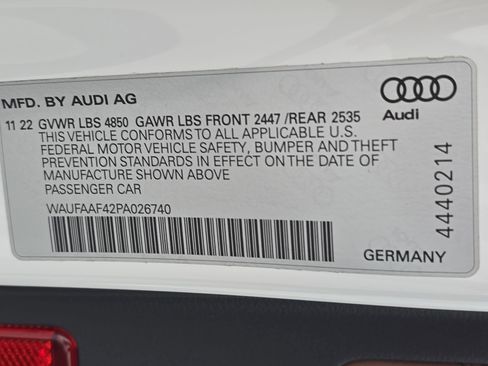 MFD. BY AUDI AG
11 22 GVWR LBS 4850 GAWR LBS FRONT 2447 /REAR 2535
THIS VEHICLE CONFORMS TO ALL APPLICABLE U.S.
FEDERAL MOTOR VEHICLE SAFETY, BUMPER AND THEFT
PREVENTION STANDARDS IN EFFECT ON THE DATE OF
MANUFACTURE SHOWN ABOVE
PASSENGER CAR
WAUFAAF42PA026740
Audi
4440214
GERMANY